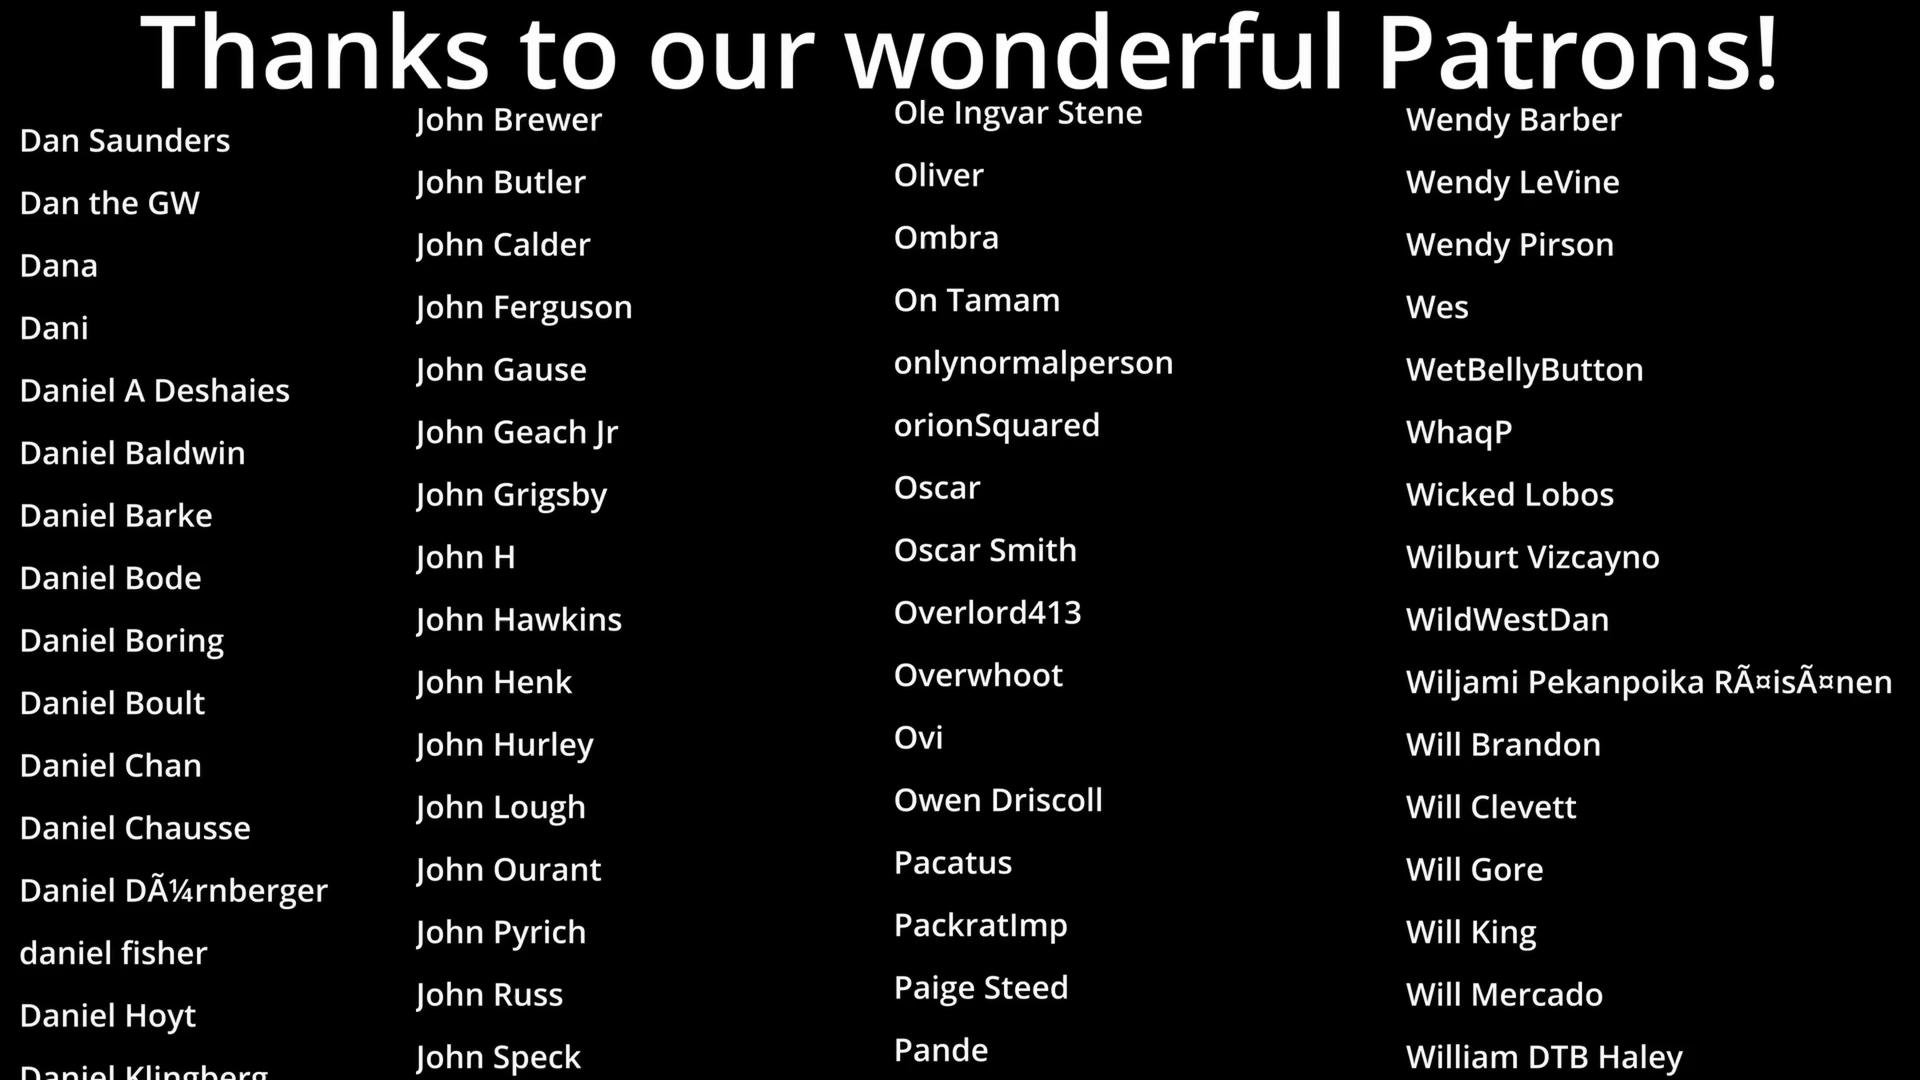 Thanks to our wonderful Patrons!
Dan Saunders
Dan the GW
Dana
Dani
Daniel A Deshaies
Daniel Baldwin
Daniel Barke
Daniel Bode
Daniel Boring
Daniel Boult
Daniel Chan
Daniel Chausse
Daniel DÃ¼rnberger
daniel fisher
Daniel Hoyt
Daniel Klingberg
John Brewer
John Butler
John Calder
John Ferguson
John Gause
John Geach Jr
John Grigsby
John H
John Hawkins
John Henk
John Hurley
John Lough
John Ourant
John Pyrich
John Russ
John Speck
Ole Ingvar Stene
Oliver
Ombra
On Tamam
onlynormalperson
orionSquared
Oscar
Oscar Smith
Overlord413
Overwhoot
Ovi
Owen Driscoll
Pacatus
PackratImp
Paige Steed
Pande
Wendy Barber
Wendy LeVine
Wendy Pirson
Wes
WetBellyButton
WhaqP
Wicked Lobos
Wilburt Vizcayno
WildWestDan
Wiljami Pekanpoika RÃ¤isÃ¤nen
Will Brandon
Will Clevett
Will Gore
Will King
Will Mercado
William DTB Haley